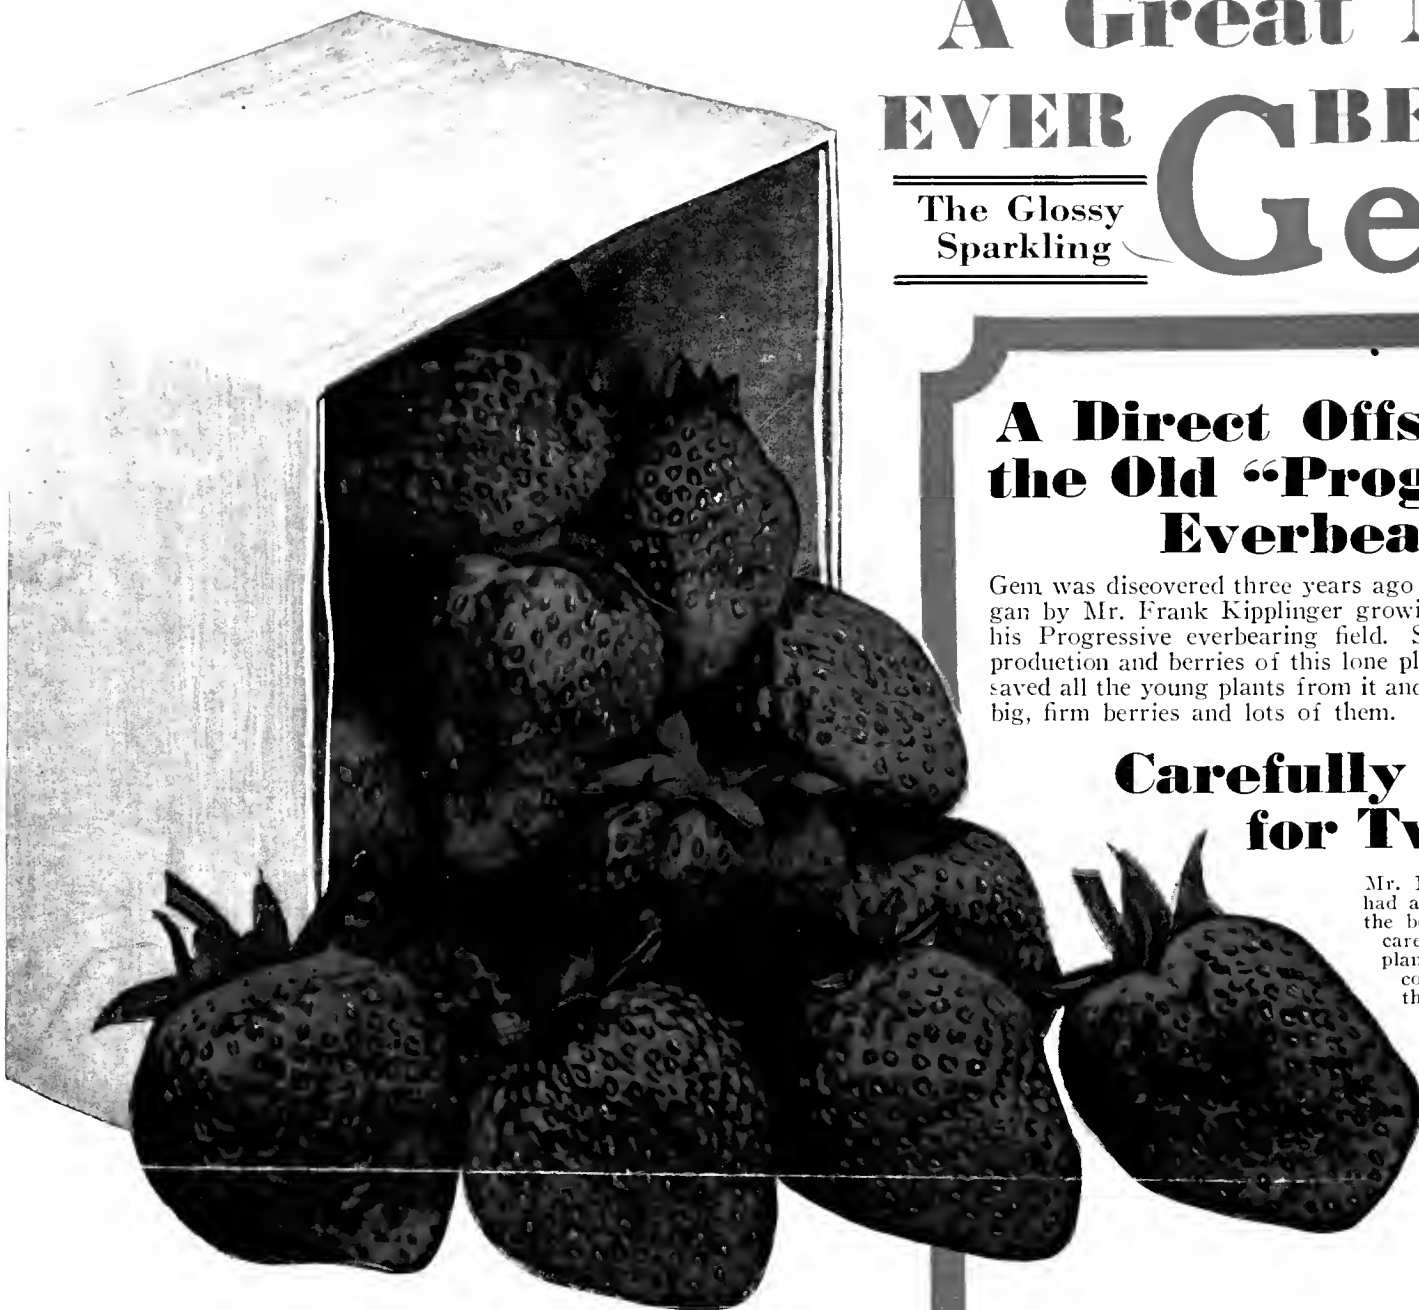 A Great
EVER BE
The Glossy
Sparkling
Ge
A Direct Offs
the Old “Prog
Everbea
Gem was discovered three years ago
gan by Mr. Frank Kipplinger growi
his Progressive everbearing field. S
production and berries of this lone pl
saved all the young plants from it and
big, firm berries and lots of them.
Carefully
for Tw
Mr.
had a
the b
care
plan
co
th